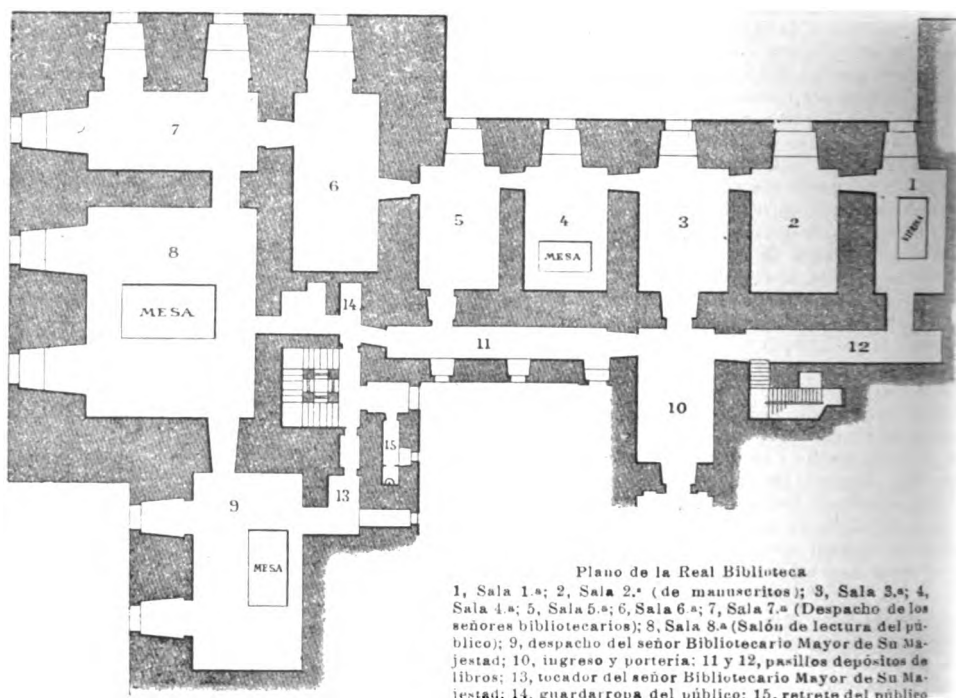 7
6
1
5
4
3
2
VITRINA
8
MESA
MESA
14
11
12
10
15
13
9
MESA
Plano de la Real Biblioteca
1, Sala 1.ª; 2, Sala 2.ª (de manuscritos); 3, Sala 3.ª; 4,
Sala 4.ª; 5, Sala 5.ª; 6, Sala 6.ª; 7, Sala 7.ª (Despacho de los
señores bibliotecarios); 8, Sala 8.ª (Salón de lectura del pú-
blico); 9, despacho del señor Bibliotecario Mayor de Su Ma-
jestad; 10, ingreso y portería; 11 y 12, pasillos depósitos de
libros; 13, tocador del señor Bibliotecario Mayor de Su Ma-
jestad; 14, guardarropa del público; 15, retrete del público